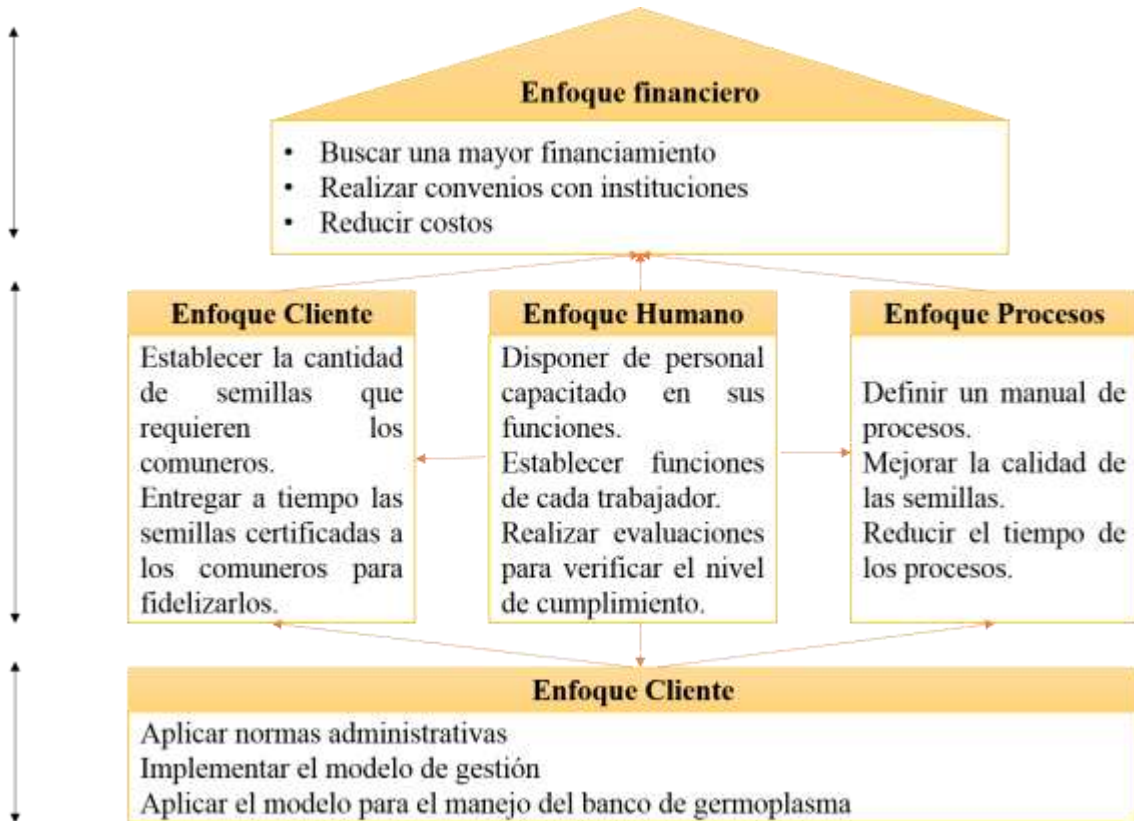 Enfoque financiero
• Buscar una mayor financiamiento
• Realizar convenios con instituciones
• Reducir costos
Enfoque Cliente
Establecer la cantidad
de semillas que
requieren los
comuneros.
Entregar a tiempo las
semillas certificadas a
los comuneros para
fidelizarlos.
Enfoque Humano
Disponer de personal
capacitado en sus
funciones.
Establecer funciones
de cada trabajador.
Realizar evaluaciones
para verificar el nivel
de cumplimiento.
Enfoque Procesos
Definir un manual de
procesos.
Mejorar la calidad de
las semillas.
Reducir el tiempo de
los procesos.
Enfoque Cliente
Aplicar normas administrativas
Implementar el modelo de gestión
Aplicar el modelo para el manejo del banco de germoplasma